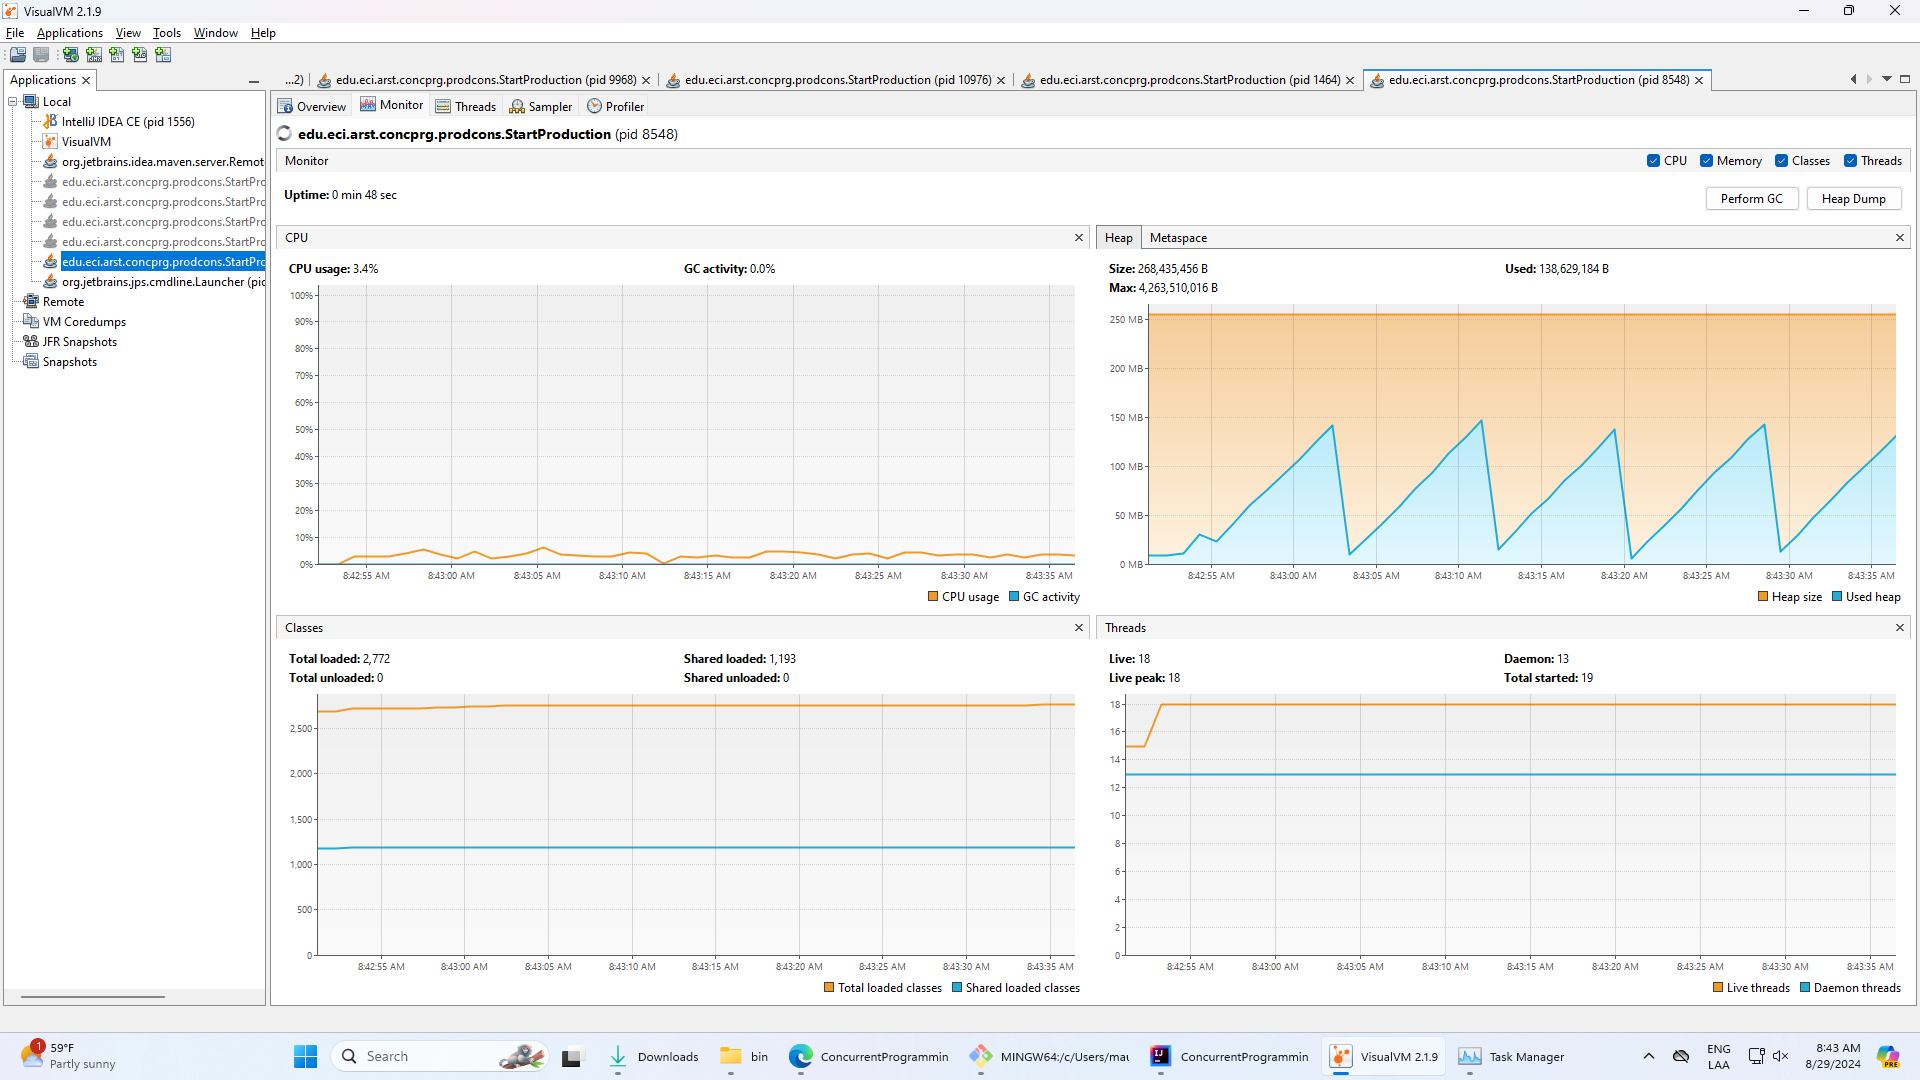 VisualVM 2.1.9
File Applications View Tools Window Help
Applications
...2)
edu.eci.arst.concprg.prodcons.StartProduction (pid 9968)
edu.eci.arst.concprg.prodcons.StartProduction (pid 10976)
edu.eci.arst.concprg.prodcons.StartProduction (pid 1464)
edu.eci.arst.concprg.prodcons.StartProduction (pid 8548)
Local
IntelliJ IDEA CE (pid 1556)
VisualVM
org.jetbrains.idea.maven.server.Remot
edu.eci.arst.concprg.prodcons.StartPro
edu.eci.arst.concprg.prodcons.StartPro
edu.eci.arst.concprg.prodcons.StartPro
edu.eci.arst.concprg.prodcons.StartPro
edu.eci.arst.concprg.prodcons.StartPro
org.jetbrains.jps.cmdline.Launcher (pid
Remote
VM Coredumps
JFR Snapshots
Snapshots
Overview Monitor Threads Sampler Profiler
edu.eci.arst.concprg.prodcons.StartProduction (pid 8548)
Monitor
CPU Memory Classes Threads
Uptime: 0 min 48 sec
Perform GC Heap Dump
CPU
CPU usage: 3.4% GC activity: 0.0%
100%
90%
80%
70%
60%
50%
40%
30%
20%
10%
0%
8:42:55 AM 8:43:00 AM 8:43:05 AM 8:43:10 AM 8:43:15 AM 8:43:20 AM 8:43:25 AM 8:43:30 AM 8:43:35 AM
CPU usage GC activity
Heap Metaspace
Size: 268,435,456 B Used: 138,629,184 B
Max: 4,263,510,016 B
250 MB
200 MB
150 MB
100 MB
50 MB
0 MB
8:42:55 AM 8:43:00 AM 8:43:05 AM 8:43:10 AM 8:43:15 AM 8:43:20 AM 8:43:25 AM 8:43:30 AM 8:43:35 AM
Heap size Used heap
Classes
Total loaded: 2,772 Shared loaded: 1,193
Total unloaded: 0 Shared unloaded: 0
2,500
2,000
1,500
1,000
500
0
8:42:55 AM 8:43:00 AM 8:43:05 AM 8:43:10 AM 8:43:15 AM 8:43:20 AM 8:43:25 AM 8:43:30 AM 8:43:35 AM
Total loaded classes Shared loaded classes
Threads
Live: 18 Daemon: 13
Live peak: 18 Total started: 19
18
16
14
12
10
8
6
4
2
0
8:42:55 AM 8:43:00 AM 8:43:05 AM 8:43:10 AM 8:43:15 AM 8:43:20 AM 8:43:25 AM 8:43:30 AM 8:43:35 AM
Live threads Daemon threads
1
59°F
Partly sunny
Search
Downloads
bin
ConcurrentProgrammin
MINGW64:/c/Users/mau
ConcurrentProgrammin
VisualVM 2.1.9
Task Manager
ENG
LAA
8:43 AM
8/29/2024
PRE